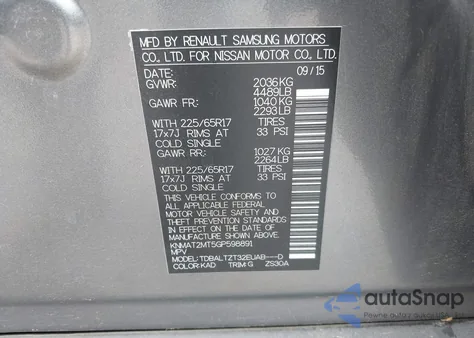 MFD BY RENAULT SAMSUNG MOTORS
CO., LTD. FOR NISSAN MOTOR CO., LTD.
DATE: 09/15
GVWR: 2036KG
4489LB
GAWR FR: 1040KG
2293LB
WITH 225/65R17 TIRES
17x7J RIMS AT 33 PSI
COLD SINGLE
GAWR RR: 1027KG
2264LB
WITH 225/65R17 TIRES
17x7J RIMS AT 33 PSI
COLD SINGLE
THIS VEHICLE CONFORMS
TO ALL APPLICABLE FEDERAL
MOTOR VEHICLE SAFETY AND
THEFT PREVENTION STANDARDS
IN EFFECT ON THE DATE OF
MANUFACTURE SHOWN ABOVE.
KNMAT2MT5GP598891
MPV
MODEL: TDBALTZT32EUAB----D
COLOR: KAD TRIM: G ZS30A
autoSnap